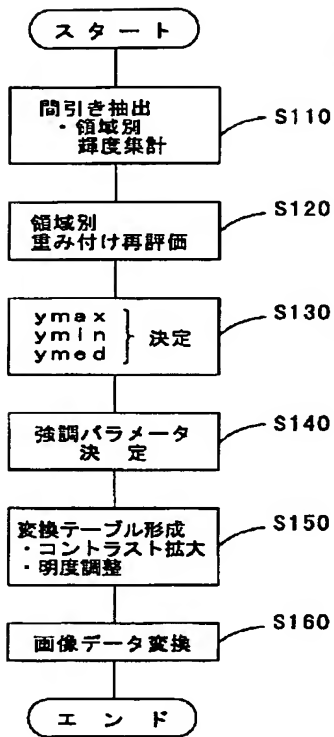 スタート
間引き抽出
・領域別
輝度集計
S110
領域別
重み付け再評価
S120
ymax
ymin
ymed
決定
S130
強調パラメータ
決 定
S140
変換テーブル形成
・コントラスト拡大
・明度調整
S150
画像データ変換
S160
エンド